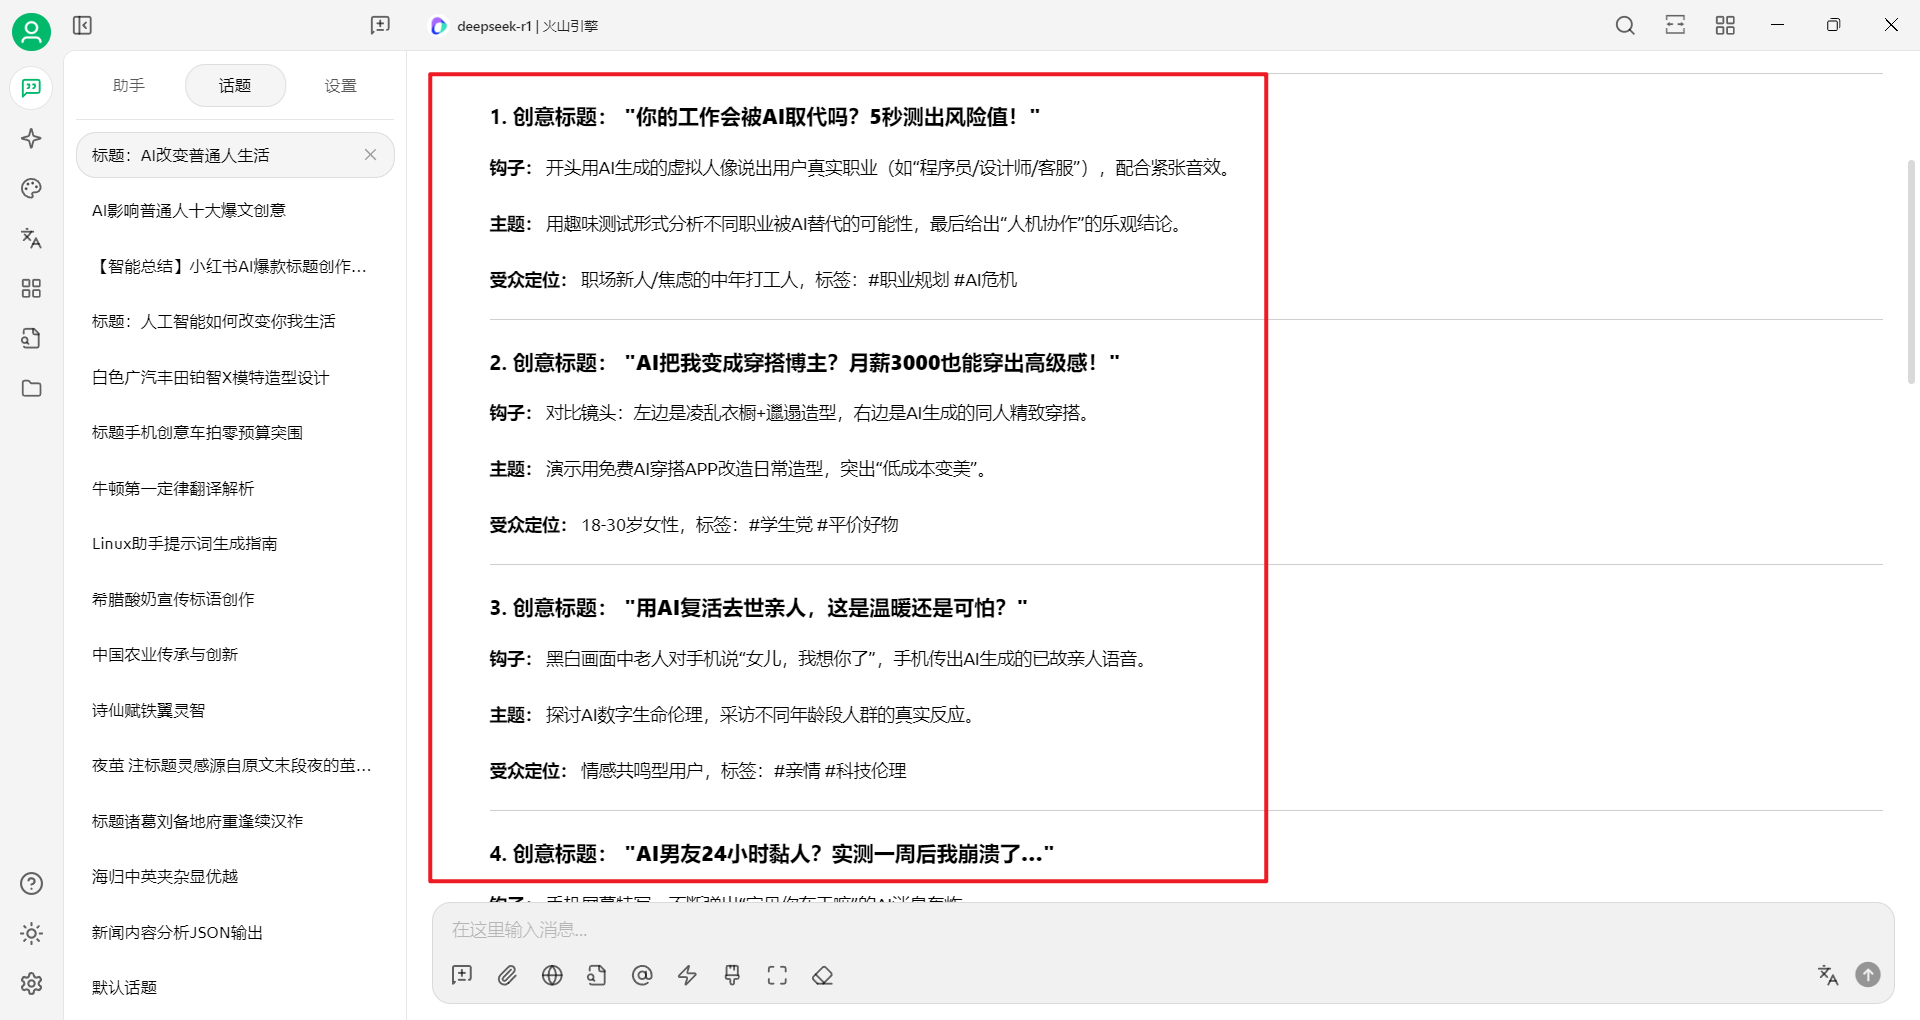 deepseek-r1 | 火山引擎
助手
话题
设置
标题：AI改变普通人生活
AI影响普通人十大爆文创意
【智能总结】小红书AI爆款标题创作...
标题：人工智能如何改变你我生活
白色广汽丰田铂智X模特造型设计
标题手机创意车拍零预算突围
牛顿第一定律翻译解析
Linux助手提示词生成指南
希腊酸奶宣传标语创作
中国农业传承与创新
诗仙赋铁翼灵智
夜茧 注标题灵感源自原文末段夜的茧...
标题诸葛刘备地府重逢续汉祚
海归中英夹杂显优越
新闻内容分析JSON输出
默认话题
1. 创意标题： "你的工作会被AI取代吗？5秒测出风险值！"
钩子： 开头用AI生成的虚拟人像说出用户真实职业（如“程序员/设计师/客服”），配合紧张音效。
主题： 用趣味测试形式分析不同职业被AI替代的可能性，最后给出“人机协作”的乐观结论。
受众定位： 职场新人/焦虑的中年打工人，标签：#职业规划 #AI危机
2. 创意标题： "AI把我变成穿搭博主？月薪3000也能穿出高级感！"
钩子： 对比镜头：左边是凌乱衣橱+邋遢造型，右边是AI生成的同人精致穿搭。
主题： 演示用免费AI穿搭APP改造日常造型，突出“低成本变美”。
受众定位： 18-30岁女性，标签：#学生党 #平价好物
3. 创意标题： "用AI复活去世亲人，这是温暖还是可怕？"
钩子： 黑白画面中老人对手机说“女儿，我想你了”，手机传出AI生成的已故亲人语音。
主题： 探讨AI数字生命伦理，采访不同年龄段人群的真实反应。
受众定位： 情感共鸣型用户，标签：#亲情 #科技伦理
4. 创意标题： "AI男友24小时黏人？实测一周后我崩溃了..."
在这里输入消息...